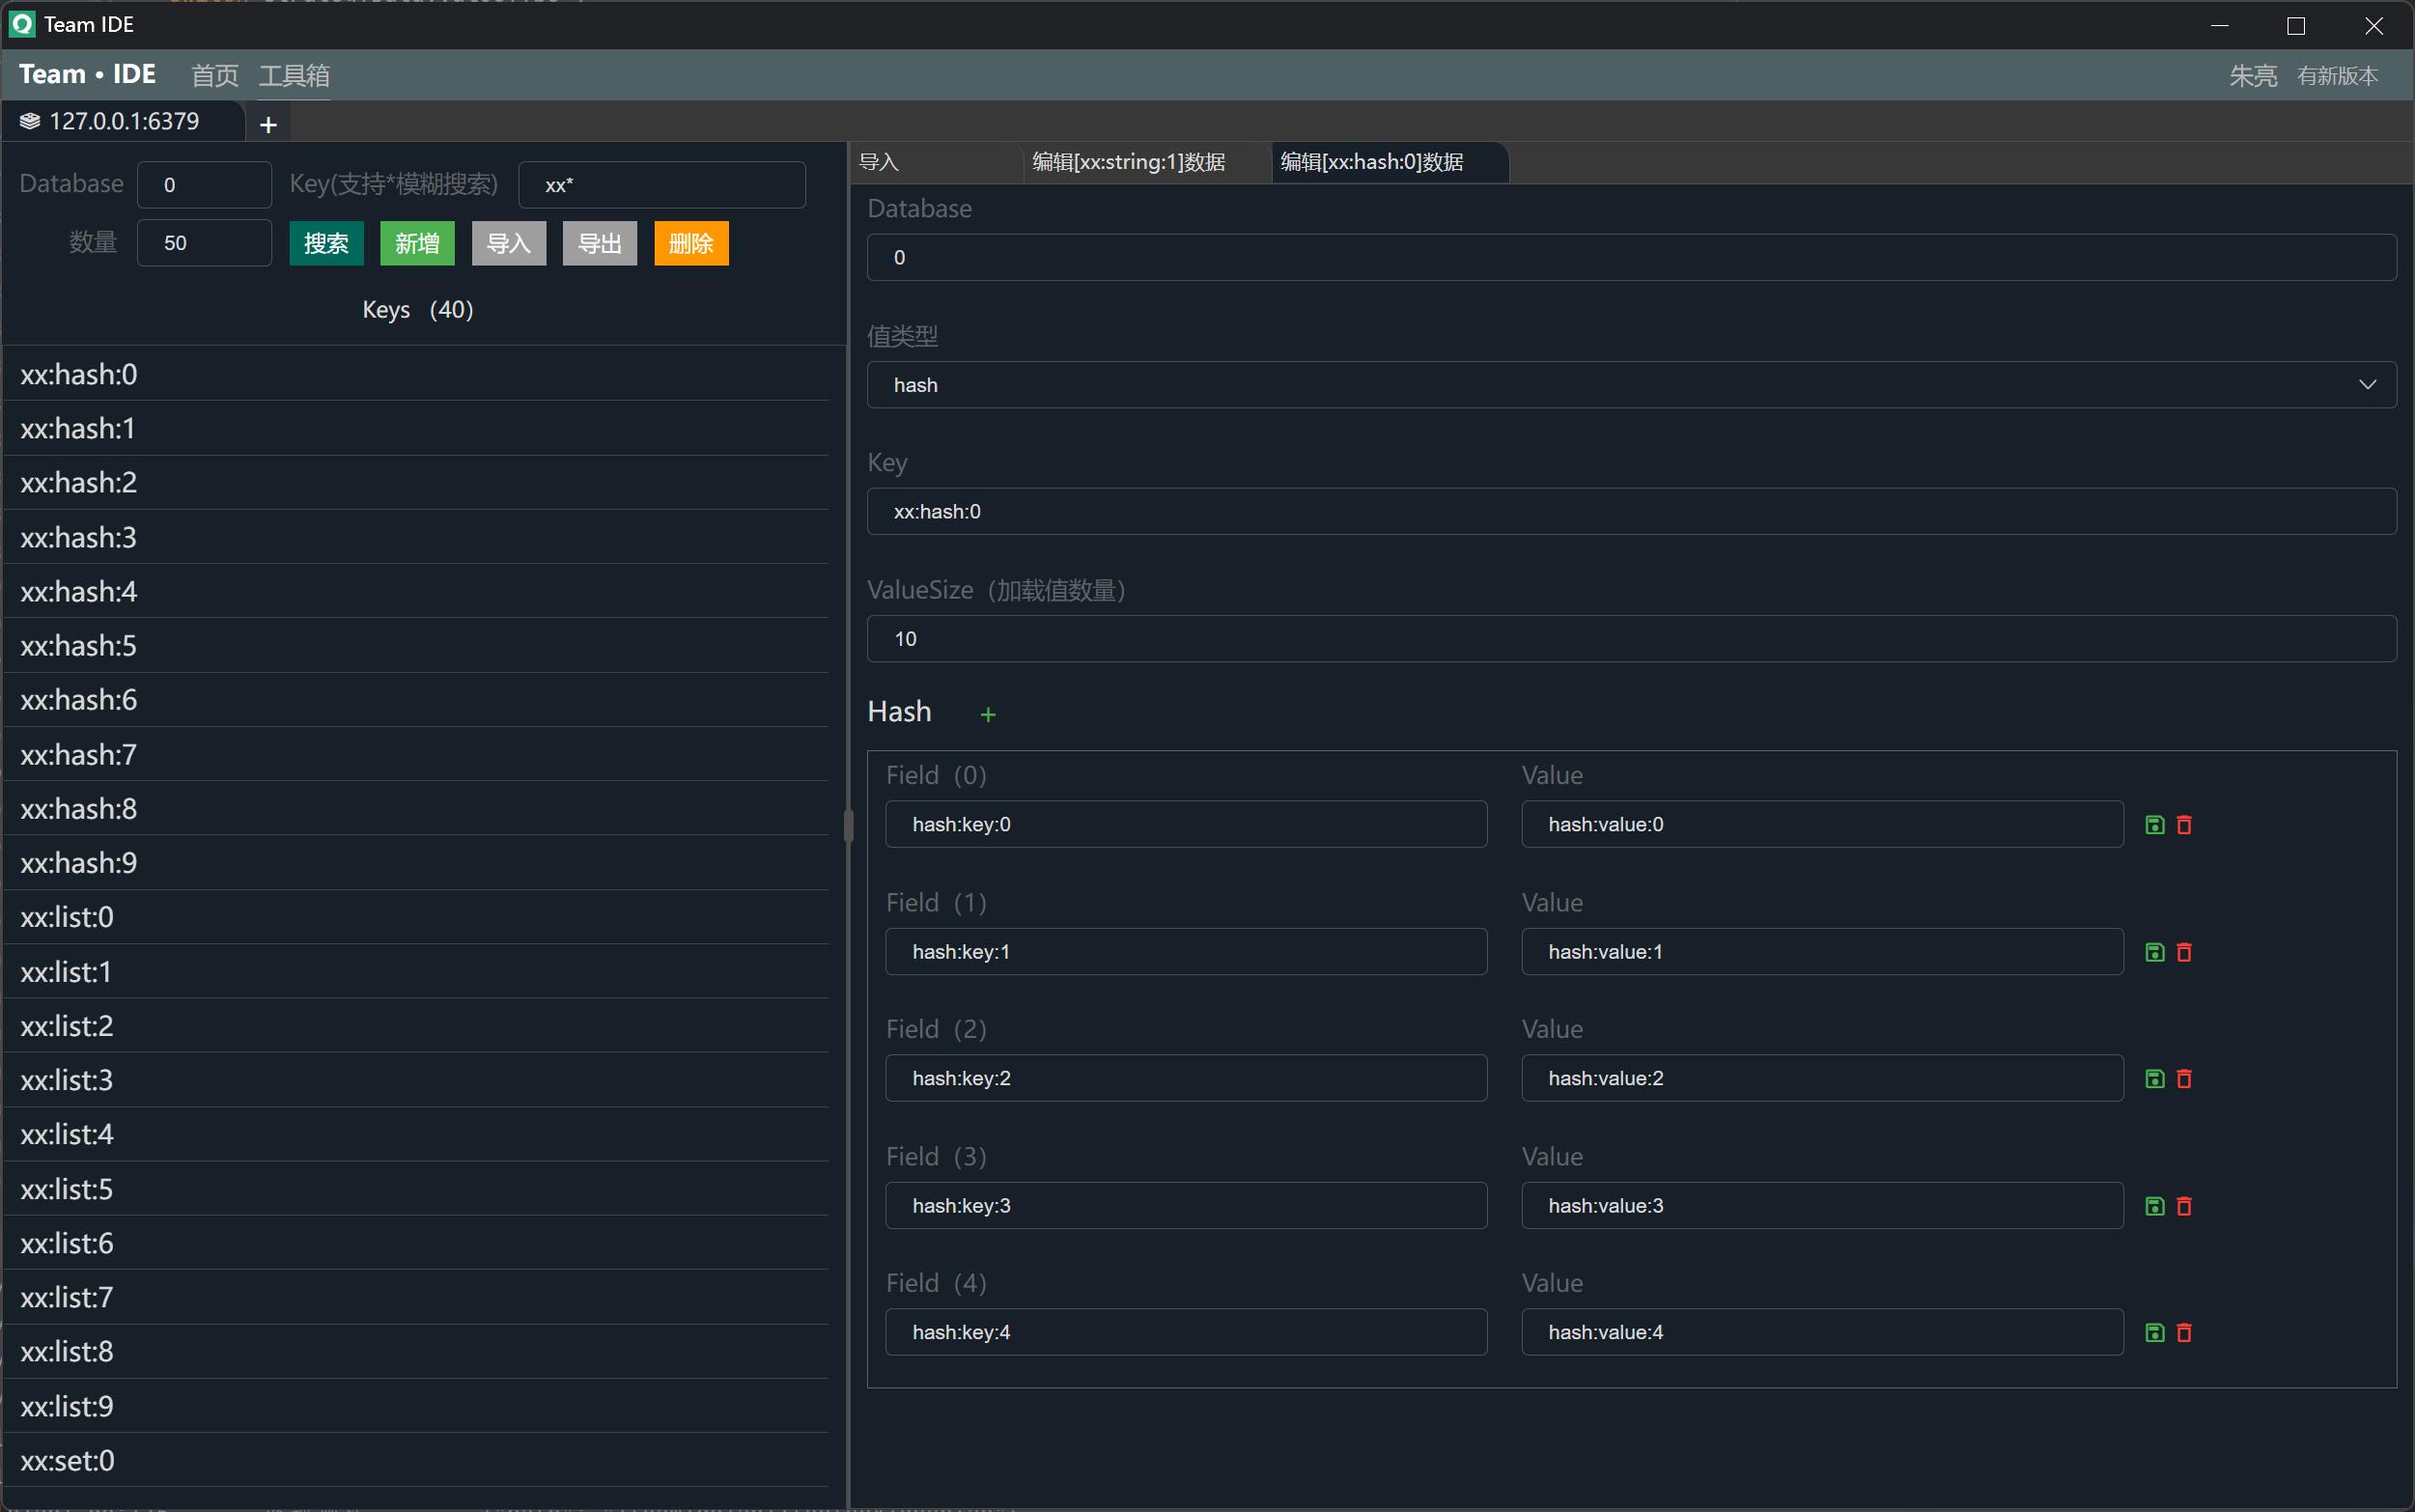 Team IDE
Team • IDE 首页 工具箱 朱亮 有新版本
127.0.0.1:6379 +
Database 0 Key(支持*模糊搜索) xx*
数量 50 搜索 新增 导入 导出 删除
Keys （40）
xx:hash:0
xx:hash:1
xx:hash:2
xx:hash:3
xx:hash:4
xx:hash:5
xx:hash:6
xx:hash:7
xx:hash:8
xx:hash:9
xx:list:0
xx:list:1
xx:list:2
xx:list:3
xx:list:4
xx:list:5
xx:list:6
xx:list:7
xx:list:8
xx:list:9
xx:set:0
导入 编辑[xx:string:1]数据 编辑[xx:hash:0]数据
Database
0
值类型
hash
Key
xx:hash:0
ValueSize（加载值数量）
10
Hash +
Field（0） Value
hash:key:0 hash:value:0
Field（1） Value
hash:key:1 hash:value:1
Field（2） Value
hash:key:2 hash:value:2
Field（3） Value
hash:key:3 hash:value:3
Field（4） Value
hash:key:4 hash:value:4